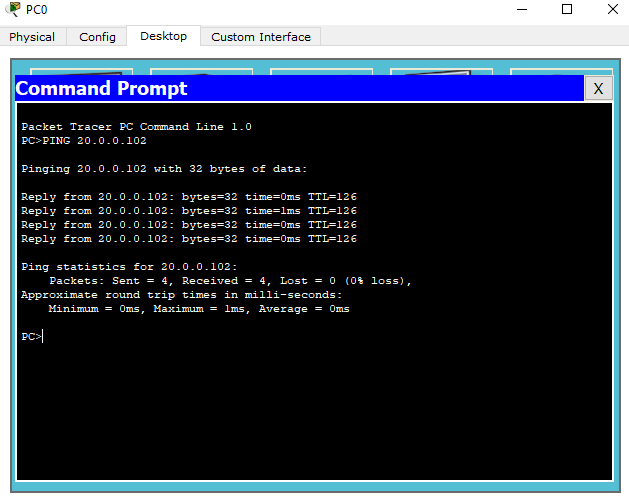 PC0
Physical Config Desktop Custom Interface
Command Prompt X
Packet Tracer PC Command Line 1.0
PC>PING 20.0.0.102
Pinging 20.0.0.102 with 32 bytes of data:
Reply from 20.0.0.102: bytes=32 time=0ms TTL=126
Reply from 20.0.0.102: bytes=32 time=1ms TTL=126
Reply from 20.0.0.102: bytes=32 time=0ms TTL=126
Reply from 20.0.0.102: bytes=32 time=0ms TTL=126
Ping statistics for 20.0.0.102:
Packets: Sent = 4, Received = 4, Lost = 0 (0% loss),
Approximate round trip times in milli-seconds:
Minimum = 0ms, Maximum = 1ms, Average = 0ms
PC>